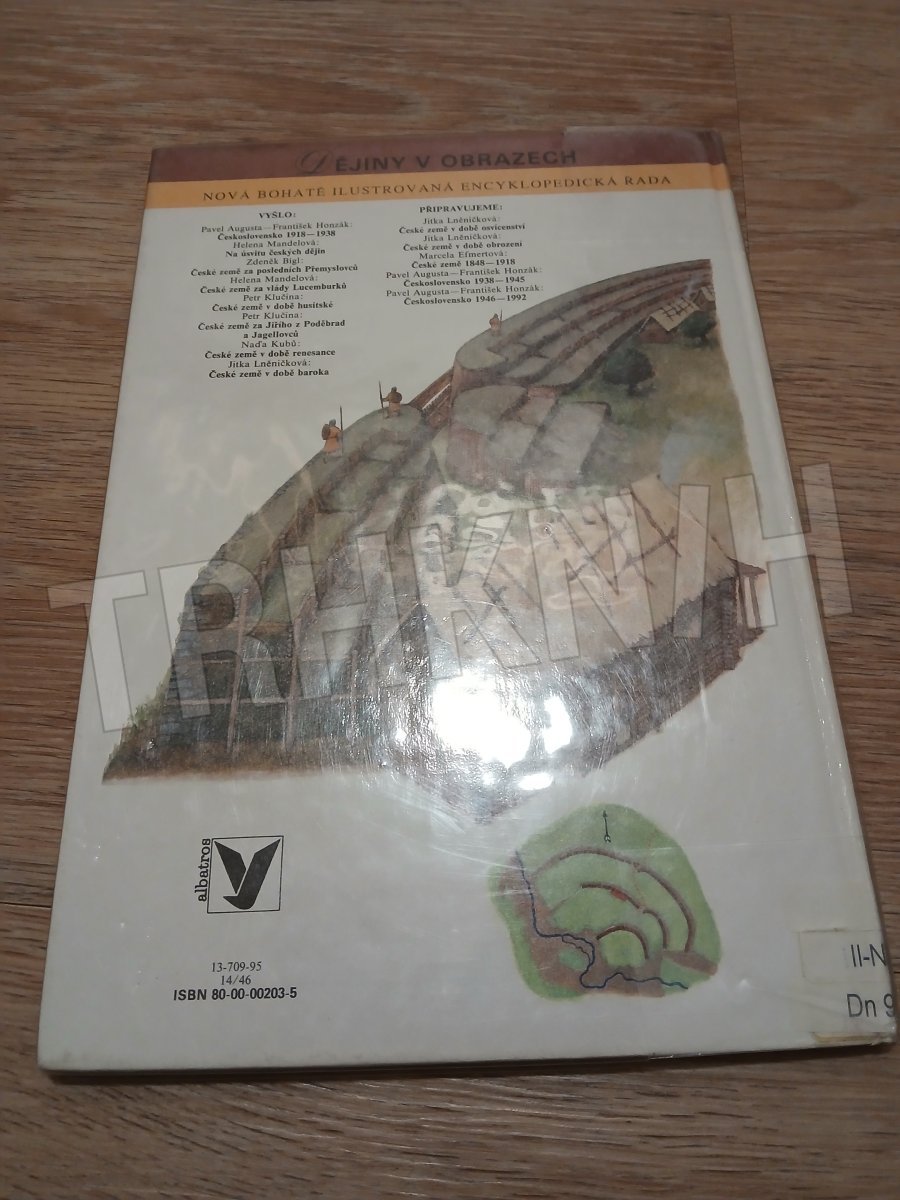 DĚJINY V OBRAZECH
NOVÁ BOHATĚ ILUSTROVANÁ ENCYKLOPEDICKÁ ŘADA
VYŠLO:
Pavel Augusta—František Honzák:
Československo 1918—1938
Helena Mandelová:
Na úsvitu českých dějin
Zdeněk Bígl:
České země za posledních Přemyslovců
Helena Mandelová:
České země za vlády Lucemburků
Petr Klučina:
České země v době husitské
Petr Klučina:
České země za Jiřího z Poděbrad
a Jagellovců
Naďa Kubů:
České země v době renesance
Jitka Lněničková:
České země v době baroka
PŘIPRAVUJEME:
Jitka Lněničková:
České země v době osvícenství
Jitka Lněničková:
České země v době obrození
Marcela Efmertová:
České země 1848—1918
Pavel Augusta—František Honzák:
Československo 1938—1945
Pavel Augusta—František Honzák:
Československo 1946—1992
TRHKNIH
albatros
13-709-95
14/46
ISBN 80-00-00203-5
II-N
Dn 9